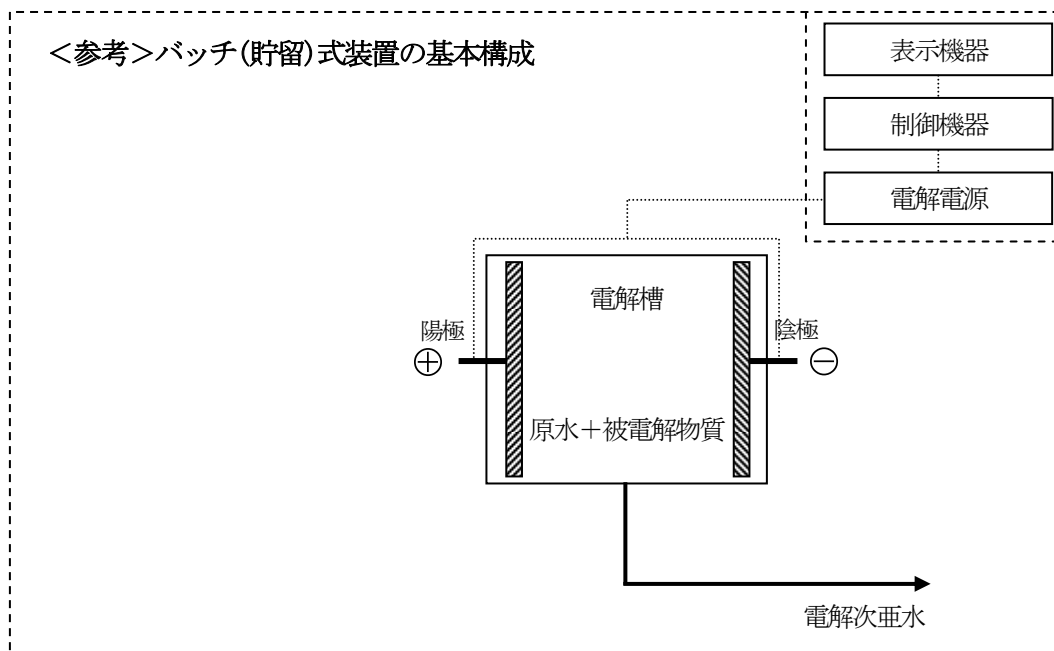 ＜参考＞バッチ(貯留)式装置の基本構成
表示機器
制御機器
電解電源
電解槽
陽極
陰極
＋
－
原水＋被電解物質
電解次亜水